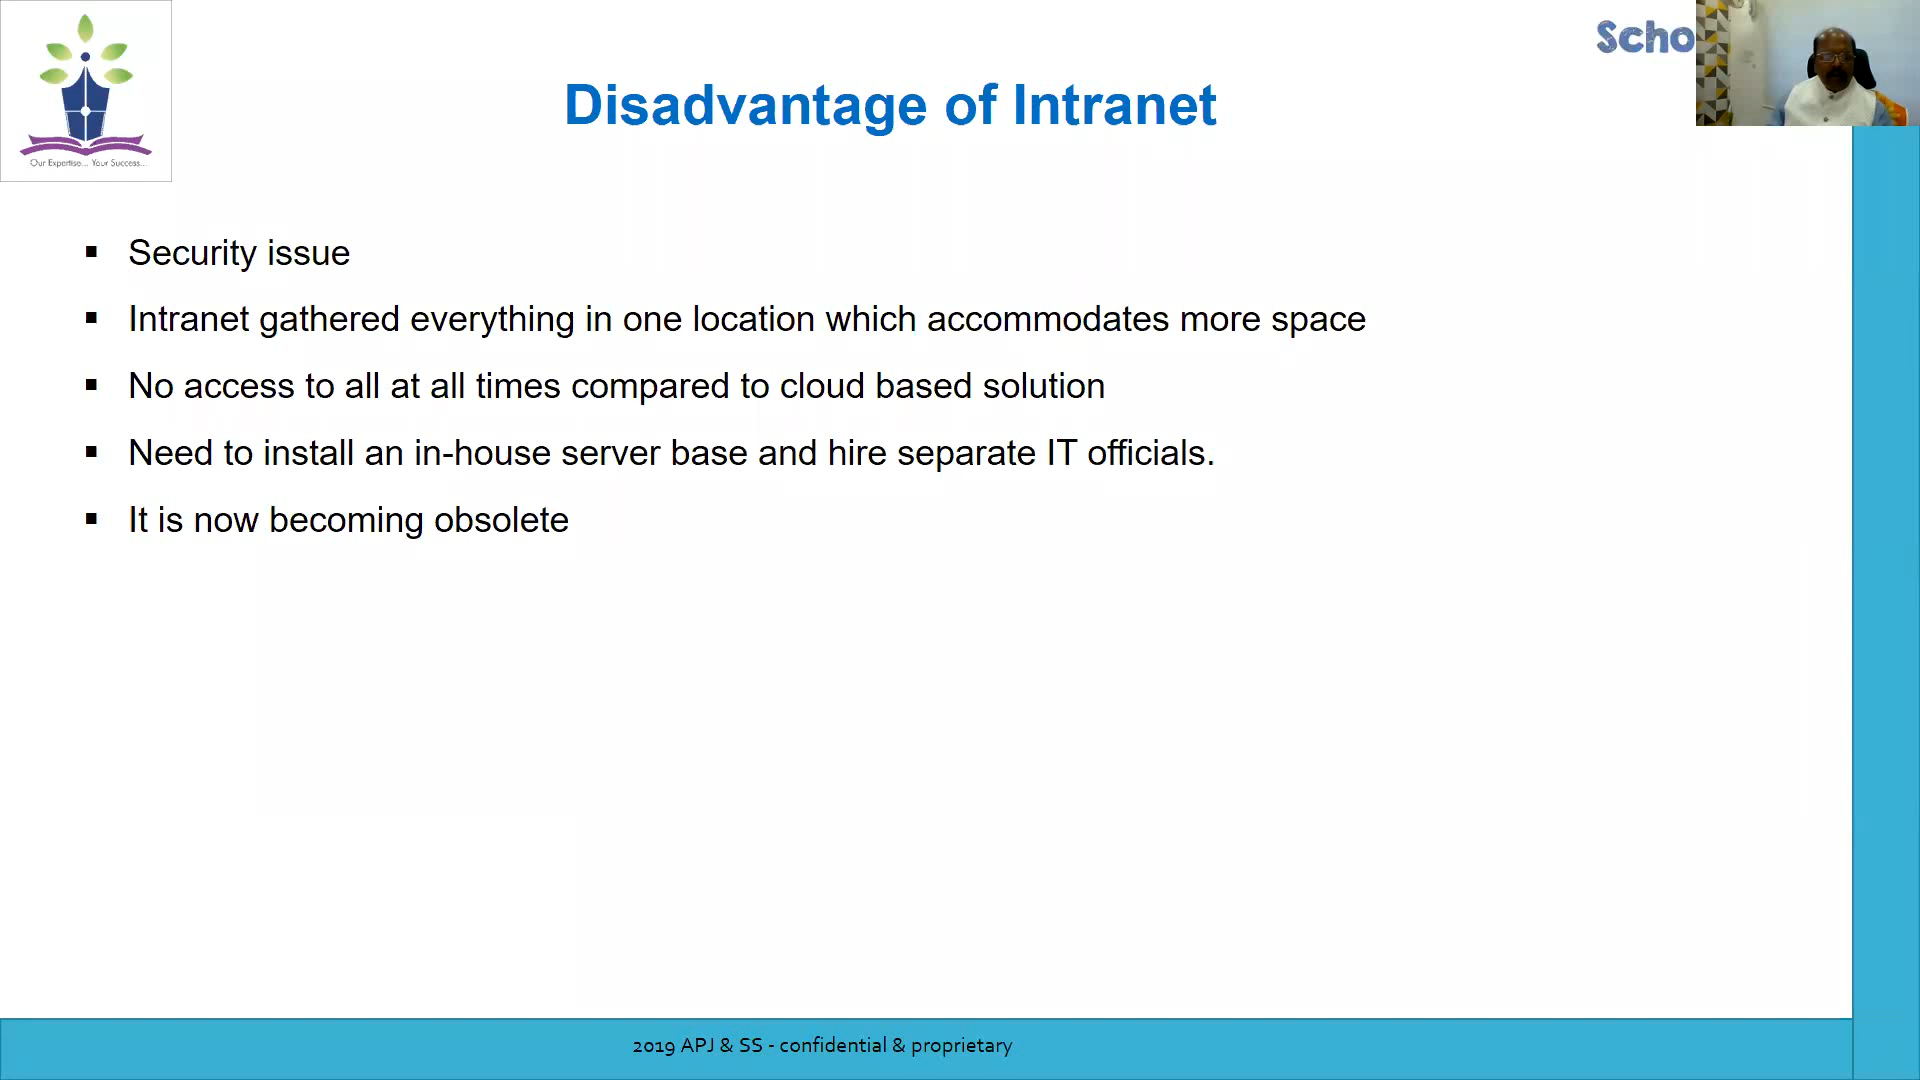 Scho
Disadvantage of Intranet
Our Expertise... Your Success...
Security issue
Intranet gathered everything in one location which accommodates more space
No access to all at all times compared to cloud based solution
Need to install an in-house server base and hire separate IT officials.
It is now becoming obsolete
2019 APJ & SS - confidential & proprietary